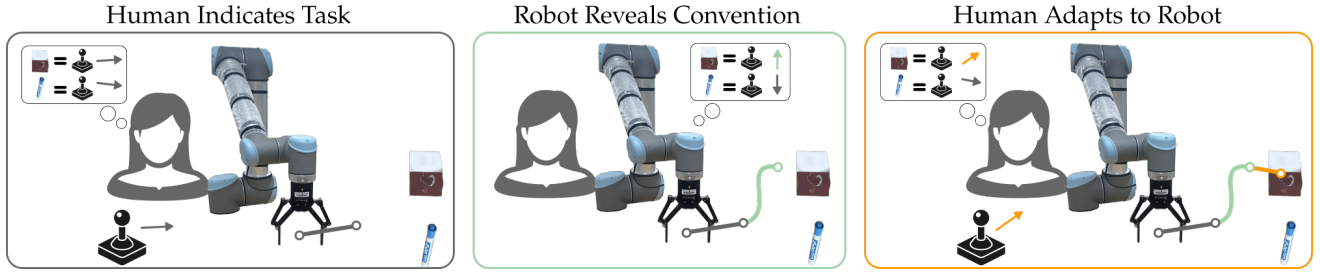 Human Indicates Task
Robot Reveals Convention
Human Adapts to Robot
=
=
=
=
=
=